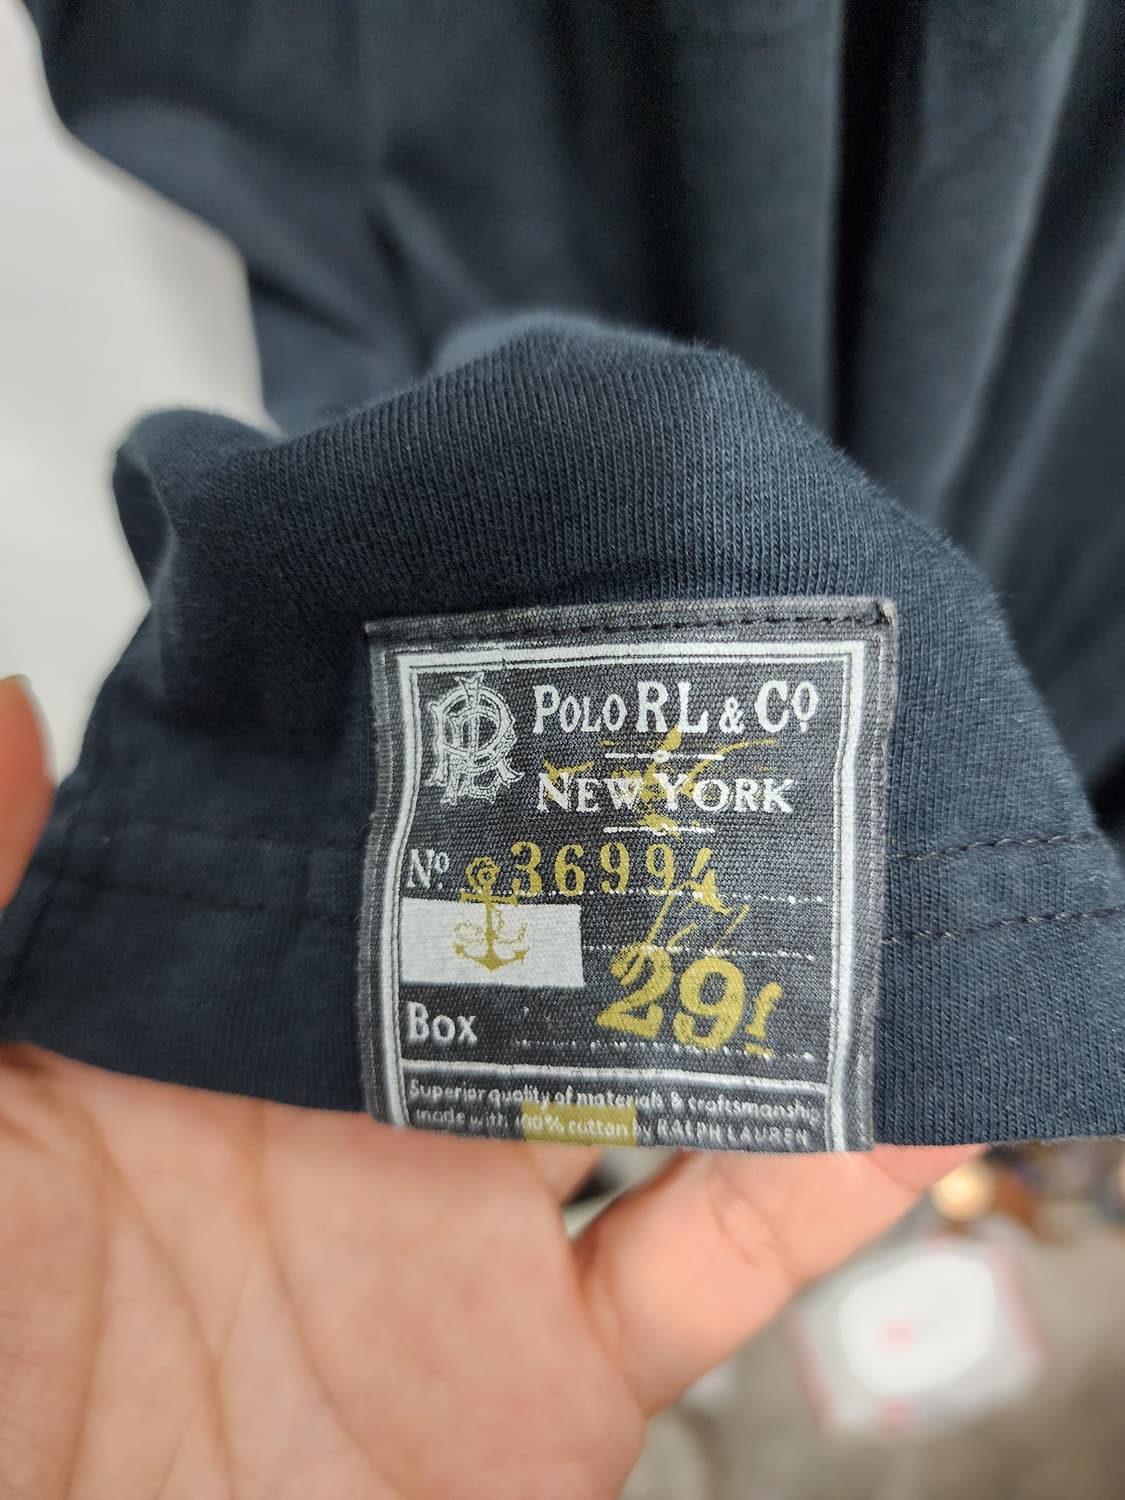 POLO RL & CO
NEW YORK
No. 36994
29
Box
Superior quality of materials & craftsmanship
made with 100% cotton by RALPH LAUREN